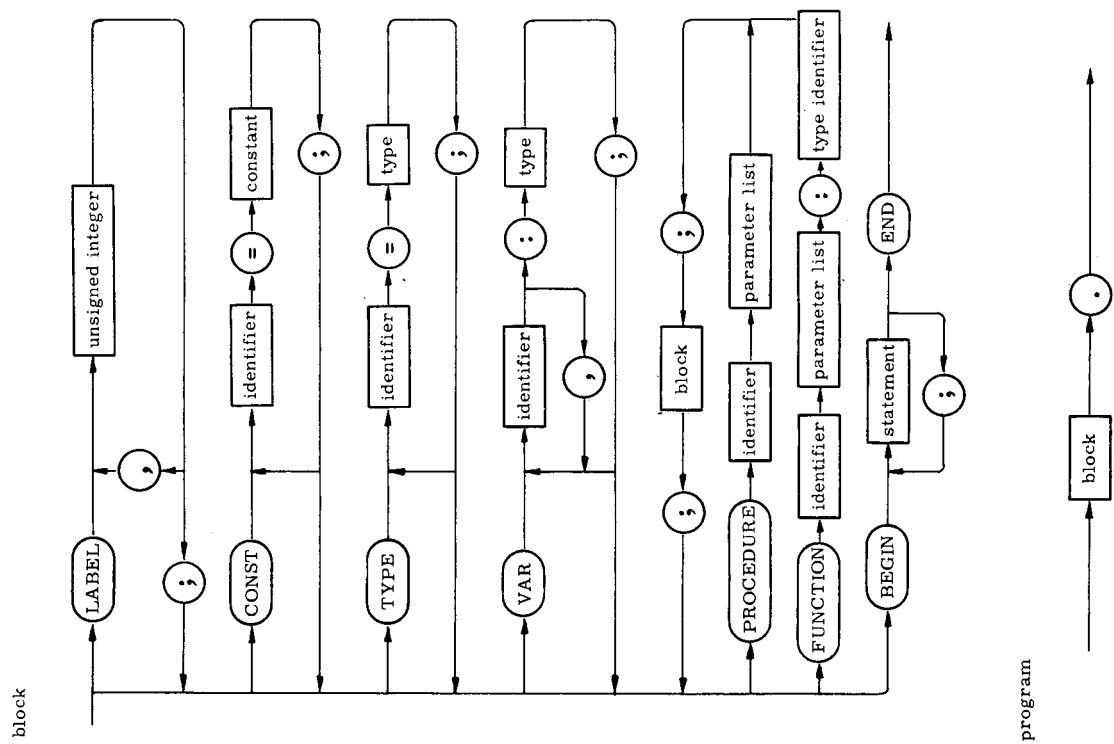 block
LABEL
unsigned integer
,
;
CONST
identifier
=
constant
;
TYPE
identifier
=
type
;
VAR
identifier
:
type
,
;
;
block
;
PROCEDURE
identifier
parameter list
FUNCTION
identifier
parameter list
:
type identifier
BEGIN
statement
END
;
program
block
.